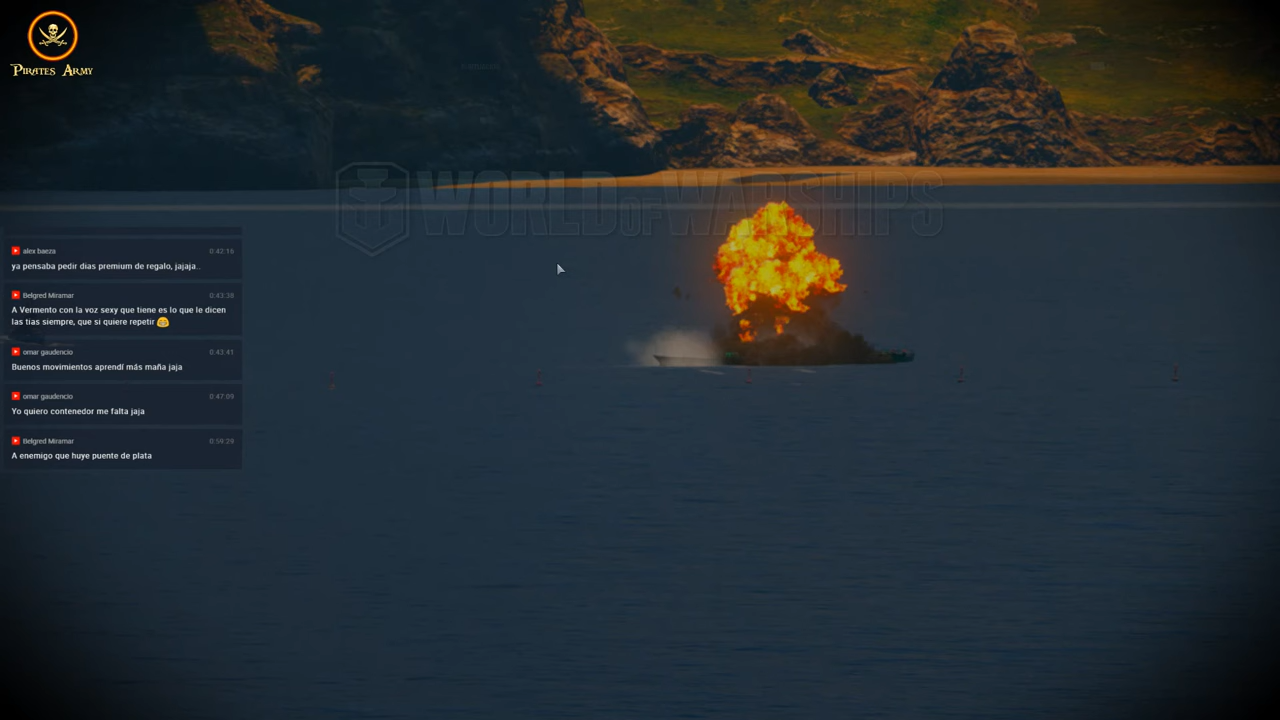 PIRATES ARMY
WORLD OF WARSHIPS
alex baeza 0:42:16
ya pensaba pedir dias premium de regalo, jajaja..
Belgred Miramar 0:43:38
A Vermento con la voz sexy que tiene es lo que le dicen
las tias siempre, que si quiere repetir
omar gaudencio 0:43:41
Buenos movimientos aprendí más maña jaja
omar gaudencio 0:47:09
Yo quiero contenedor me falta jaja
Belgred Miramar 0:59:29
A enemigo que huye puente de plata